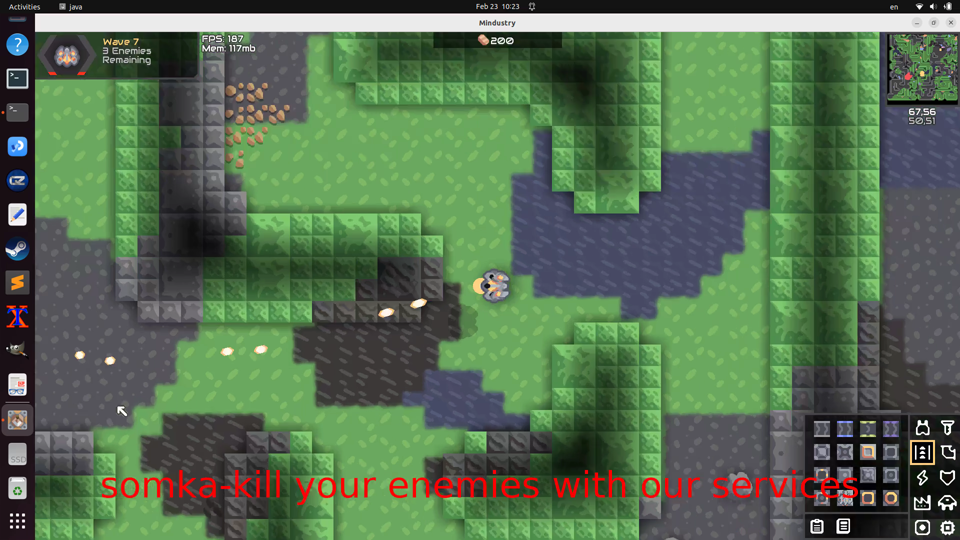 Activities
java
Feb 23 10:23
en
Mindustry
Wave 7
3 Enemies
Remaining
FPS: 187
Mem: 117mb
200
67,56
50,51
SSD
somka-kill your enemies with our services